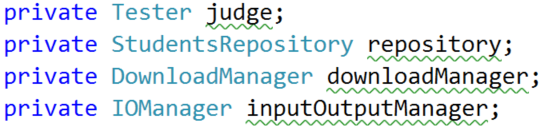 private Tester judge;
private StudentsRepository repository;
private DownloadManager downloadManager;
private IOManager inputOutputManager;